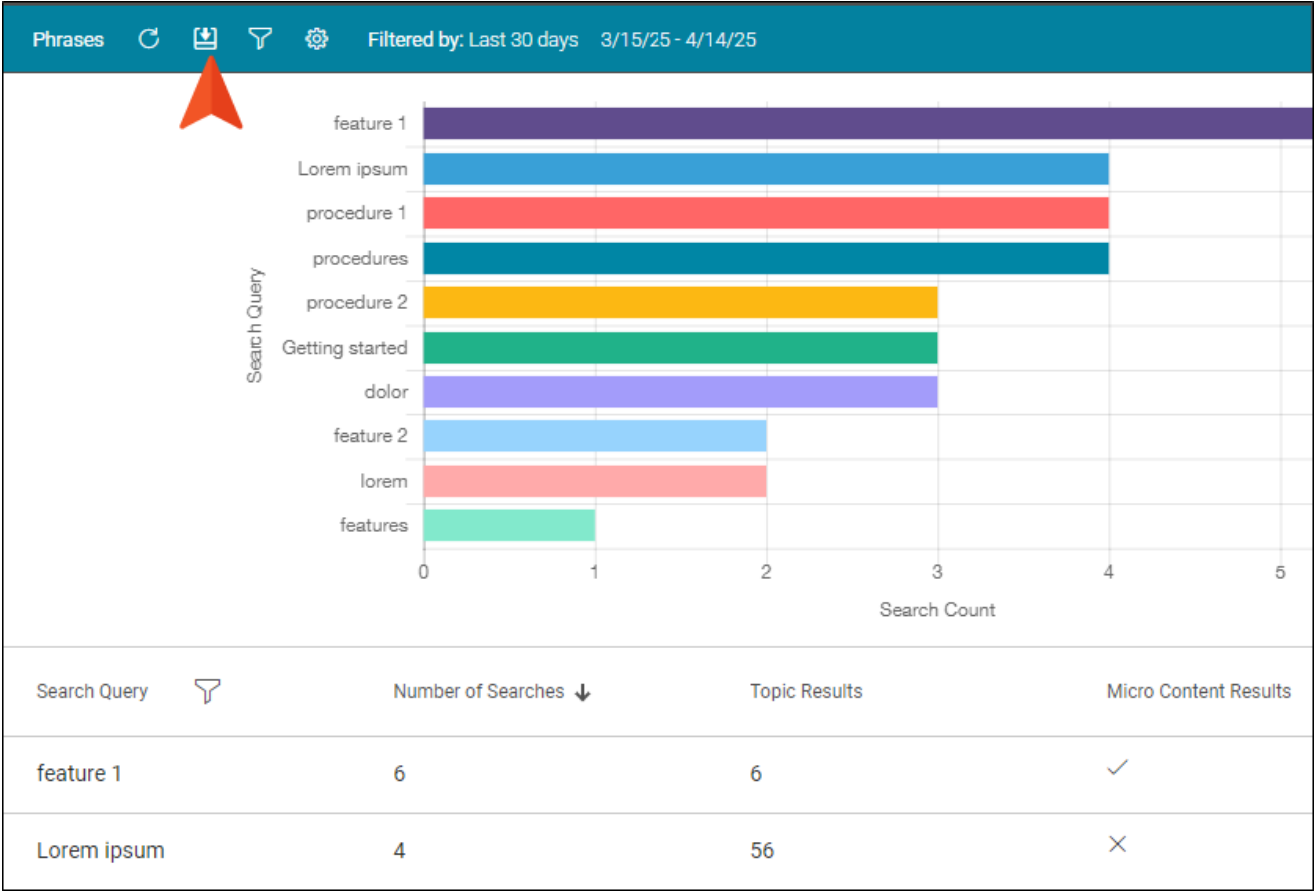 Phrases Filtered by: Last 30 days 3/15/25 - 4/14/25
feature 1
Lorem ipsum
procedure 1
procedures
procedure 2
Getting started
dolor
feature 2
lorem
features
Search Query
0 1 2 3 4 5
Search Count
Search Query Number of Searches Topic Results Micro Content Results
feature 1 6 6
Lorem ipsum 4 56